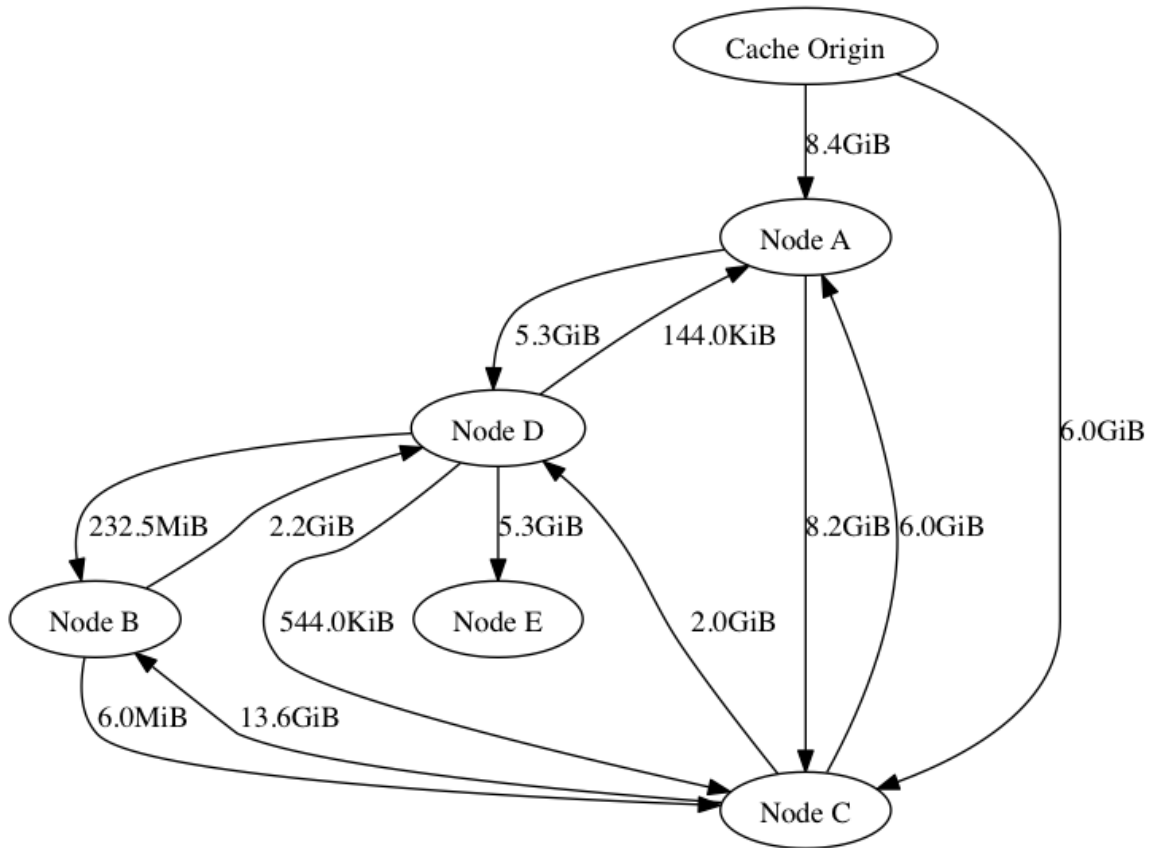 Cache Origin
8.4GiB
Node A
5.3GiB
144.0KiB
Node D
6.0GiB
232.5MiB
2.2GiB
5.3GiB
8.2GiB
6.0GiB
Node B
544.0KiB
Node E
2.0GiB
6.0MiB
13.6GiB
Node C